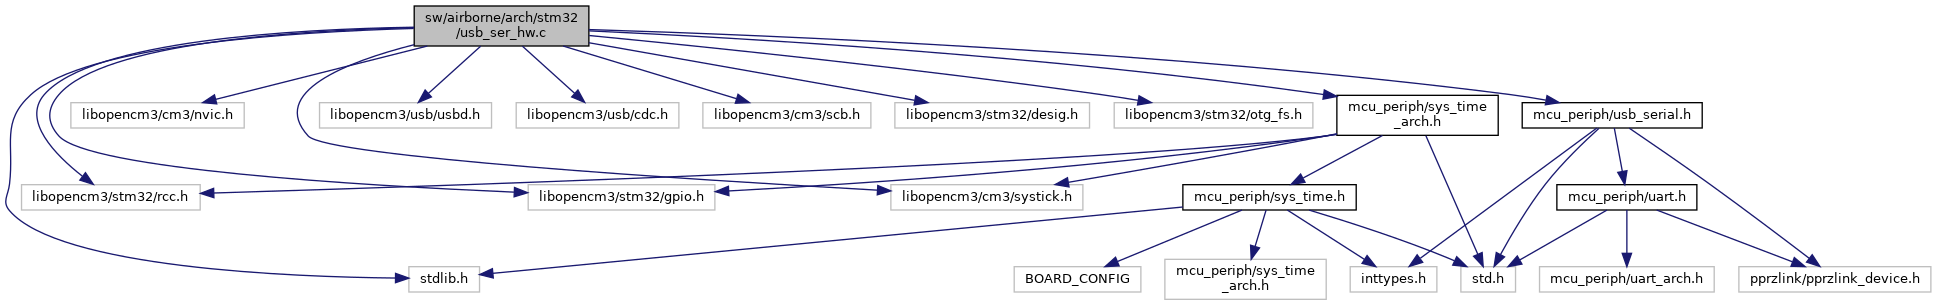 sw/airborne/arch/stm32
/usb_ser_hw.c
libopencm3/cm3/nvic.h
libopencm3/usb/usbd.h
libopencm3/usb/cdc.h
libopencm3/cm3/scb.h
libopencm3/stm32/desig.h
libopencm3/stm32/otg_fs.h
mcu_periph/sys_time
_arch.h
mcu_periph/usb_serial.h
libopencm3/stm32/rcc.h
libopencm3/stm32/gpio.h
libopencm3/cm3/systick.h
mcu_periph/sys_time.h
mcu_periph/uart.h
stdlib.h
BOARD_CONFIG
mcu_periph/sys_time
_arch.h
inttypes.h
std.h
mcu_periph/uart_arch.h
pprzlink/pprzlink_device.h